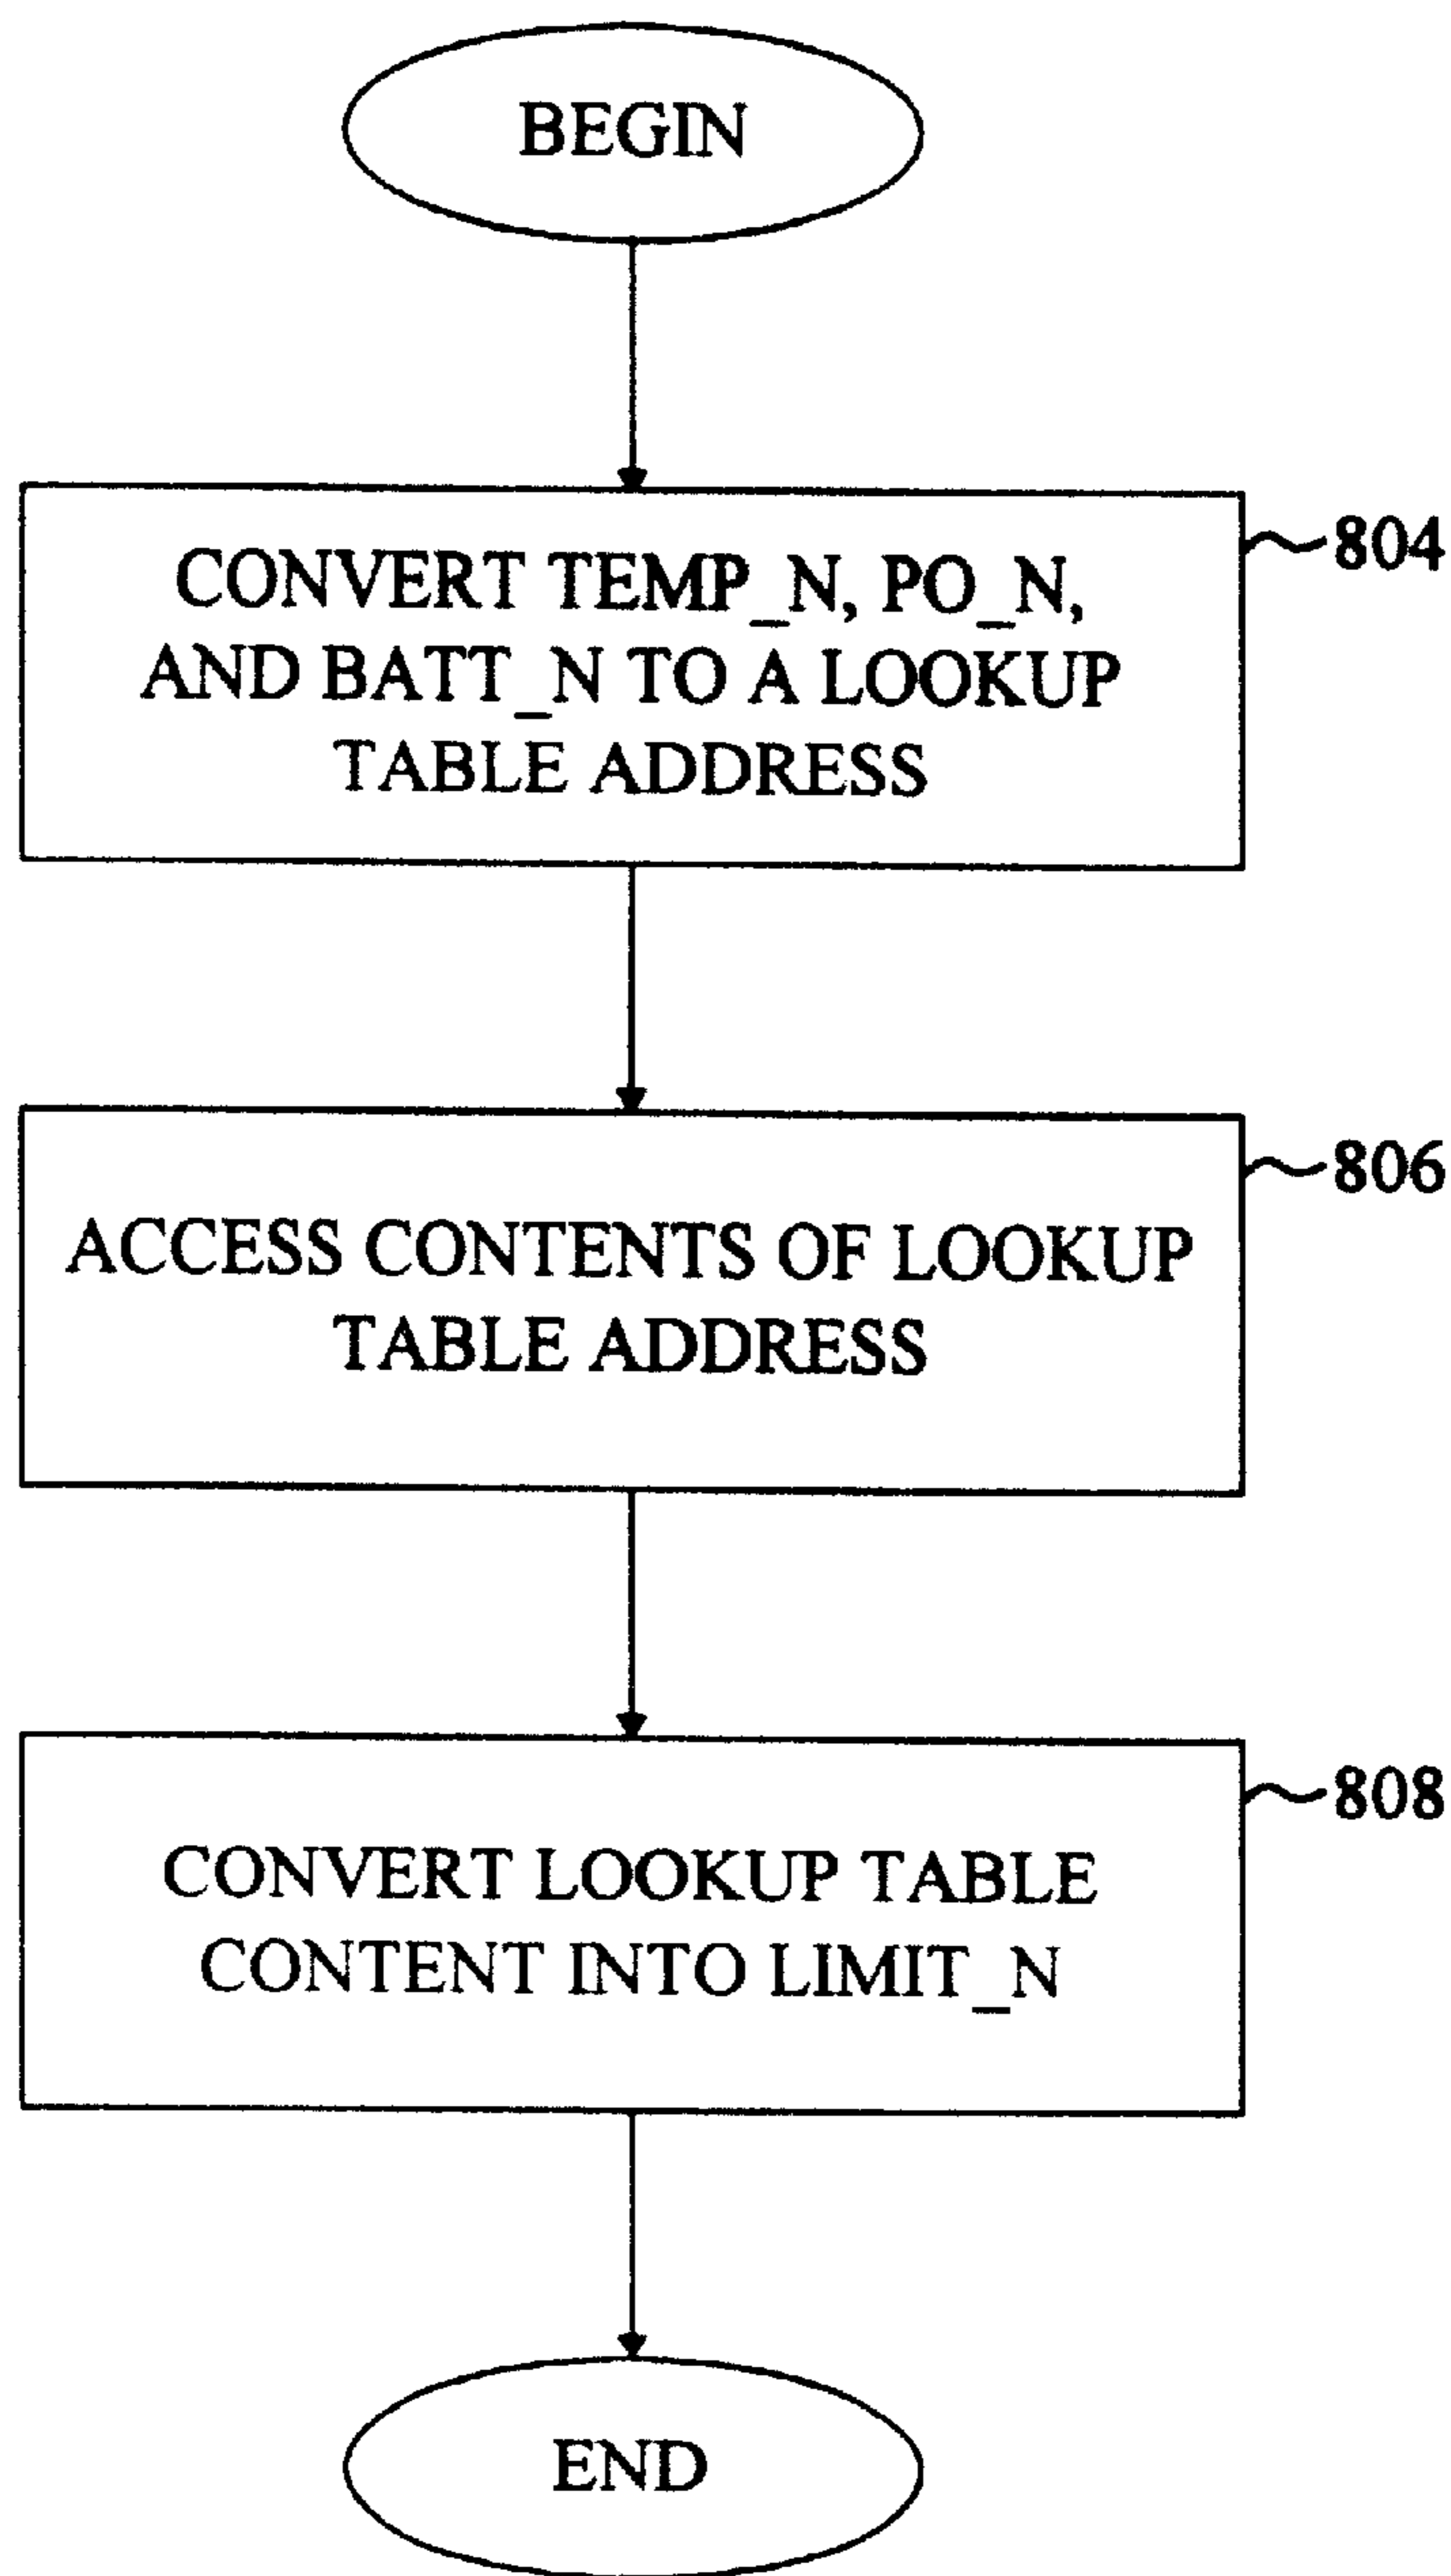 BEGIN
CONVERT TEMP_N, PO_N,
AND BATT_N TO A LOOKUP
TABLE ADDRESS
804
ACCESS CONTENTS OF LOOKUP
TABLE ADDRESS
806
CONVERT LOOKUP TABLE
CONTENT INTO LIMIT_N
808
END